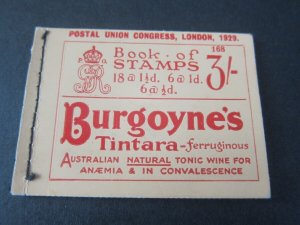 POSTAL UNION CONGRESS, LONDON, 1929.
Book of
168
STAMPS
3/-
18 @ 1½d. 6 @ 1d.
6 @ ½d.
Burgoyne's
Tintara-ferruginous
AUSTRALIAN NATURAL TONIC WINE FOR
ANÆMIA & IN CONVALESCENCE